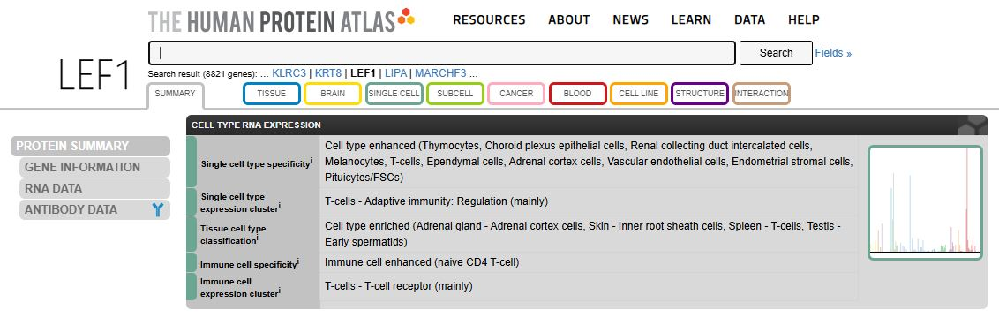 THE HUMAN PROTEIN ATLAS
RESOURCES ABOUT NEWS LEARN DATA HELP
Search Fields »
LEF1
Search result (8821 genes): ... KLRC3 | KRT8 | LEF1 | LIPA | MARCHF3 ...
SUMMARY TISSUE BRAIN SINGLE CELL SUBCELL CANCER BLOOD CELL LINE STRUCTURE INTERACTION
PROTEIN SUMMARY
GENE INFORMATION
RNA DATA
ANTIBODY DATA
CELL TYPE RNA EXPRESSION
Single cell type specificityi
Cell type enhanced (Thymocytes, Choroid plexus epithelial cells, Renal collecting duct intercalated cells,
Melanocytes, T-cells, Ependymal cells, Adrenal cortex cells, Vascular endothelial cells, Endometrial stromal cells,
Pituicytes/FSCs)
Single cell type
expression clusteri
T-cells - Adaptive immunity: Regulation (mainly)
Tissue cell type
classificationi
Cell type enriched (Adrenal gland - Adrenal cortex cells, Skin - Inner root sheath cells, Spleen - T-cells, Testis -
Early spermatids)
Immune cell specificityi
Immune cell enhanced (naive CD4 T-cell)
Immune cell
expression clusteri
T-cells - T-cell receptor (mainly)